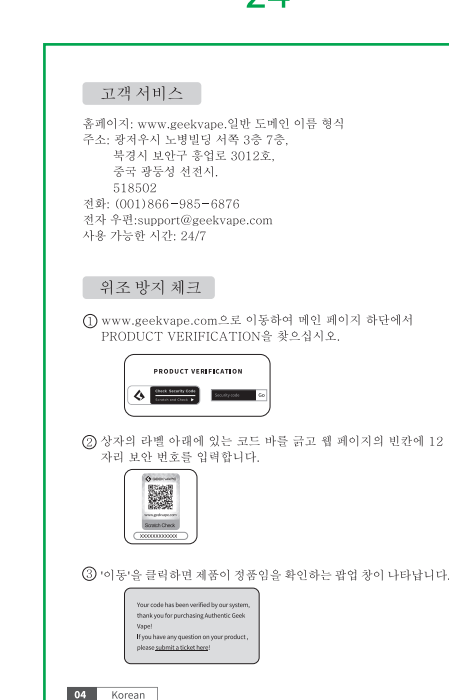 24
고객 서비스
홈페이지: www.geekvape.일반 도메인 이름 형식
주소: 광저우시 노병빌딩 서쪽 3층 7층,
북경시 보안구 흥업로 3012호,
중국 광둥성 선전시.
518502
전화: (001)866-985-6876
전자 우편:support@geekvape.com
사용 가능한 시간: 24/7
위조 방지 체크
① www.geekvape.com으로 이동하여 메인 페이지 하단에서
PRODUCT VERIFICATION을 찾으십시오.
PRODUCT VERIFICATION
Check Security Code
Scratch and Check ▶
Security code
Go
② 상자의 라벨 아래에 있는 코드 바를 긁고 웹 페이지의 빈칸에 12
자리 보안 번호를 입력합니다.
GEEK VAPE
www.geekvape.com
Scratch Check
XXXXXXXXXXXX
③ '이동'을 클릭하면 제품이 정품임을 확인하는 팝업 창이 나타납니다.
Your code has been verified by our system,
thank you for purchasing Authentic Geek
Vape!
If you have any question on your product ,
please submit a ticket here!
04 Korean